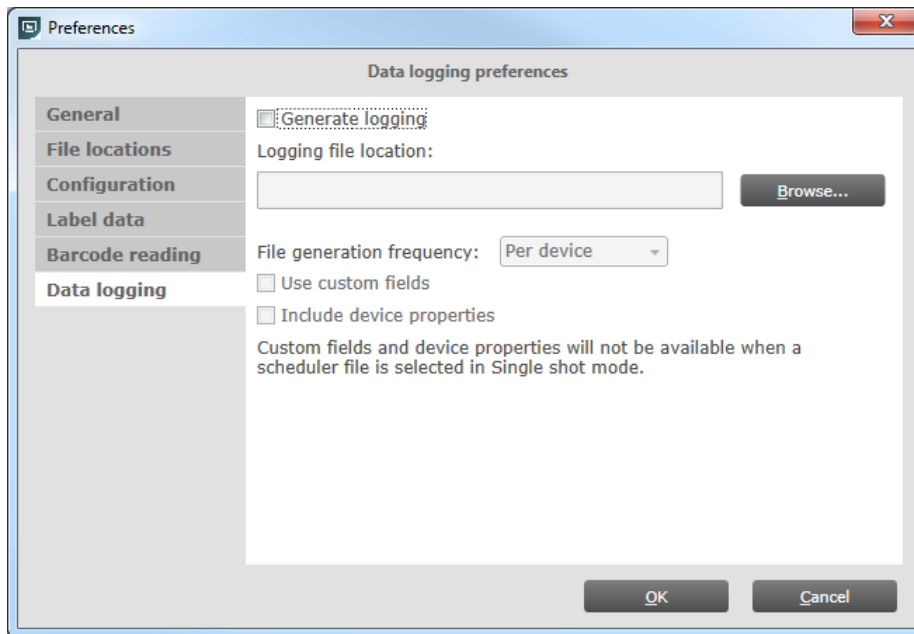 Preferences
Data logging preferences
General
File locations
Configuration
Label data
Barcode reading
Data logging
Generate logging
Logging file location:
Browse...
File generation frequency: Per device
Use custom fields
Include device properties
Custom fields and device properties will not be available when a
scheduler file is selected in Single shot mode.
OK
Cancel